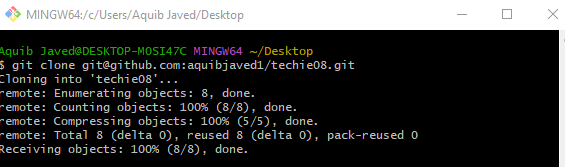 MINGW64:/c/Users/Aquib Javed/Desktop
Aquib Javed@DESKTOP-MOSI47C MINGW64 ~/Desktop
$ git clone git@github.com:aquibjaved1/techie08.git
Cloning into 'techie08'...
remote: Enumerating objects: 8, done.
remote: Counting objects: 100% (8/8), done.
remote: Compressing objects: 100% (5/5), done.
remote: Total 8 (delta 0), reused 8 (delta 0), pack-reused 0
Receiving objects: 100% (8/8), done.